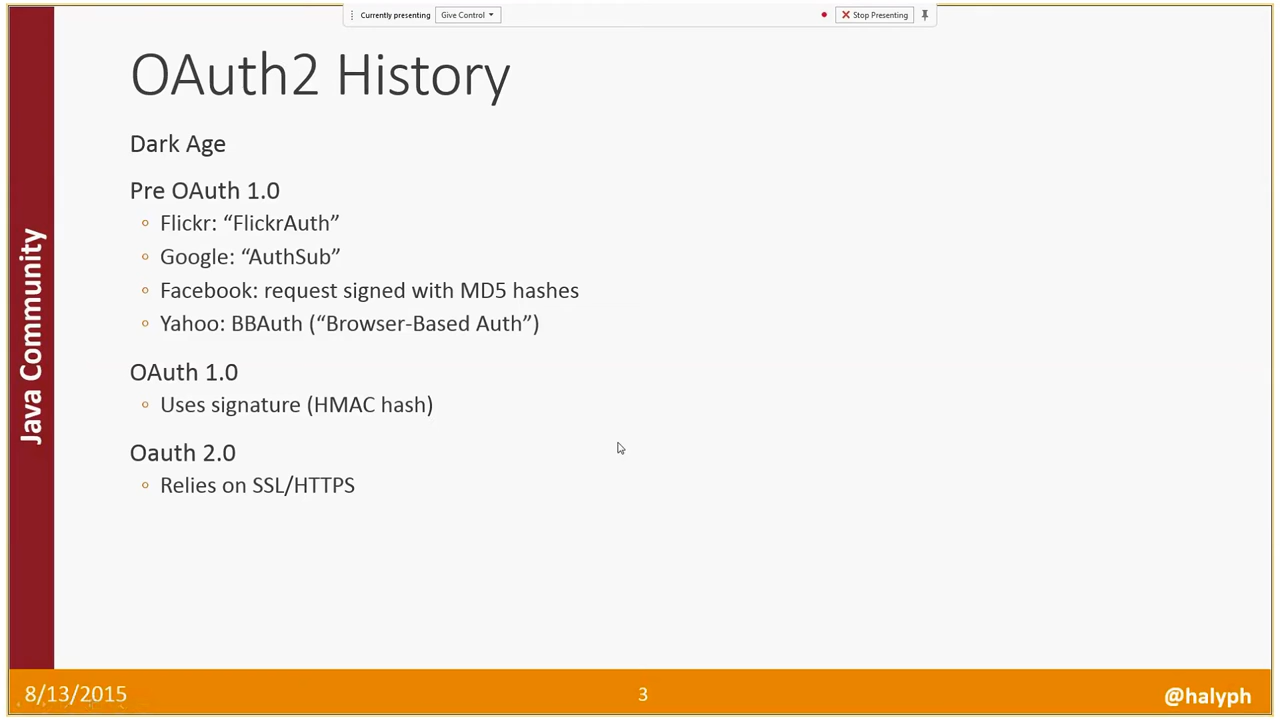 Currently presenting
Give Control
Stop Presenting
OAuth2 History
Dark Age
Pre OAuth 1.0
Flickr: “FlickrAuth”
Google: “AuthSub”
Facebook: request signed with MD5 hashes
Yahoo: BBAuth (“Browser-Based Auth”)
OAuth 1.0
Uses signature (HMAC hash)
Oauth 2.0
Relies on SSL/HTTPS
Java Community
8/13/2015
3
@halyph